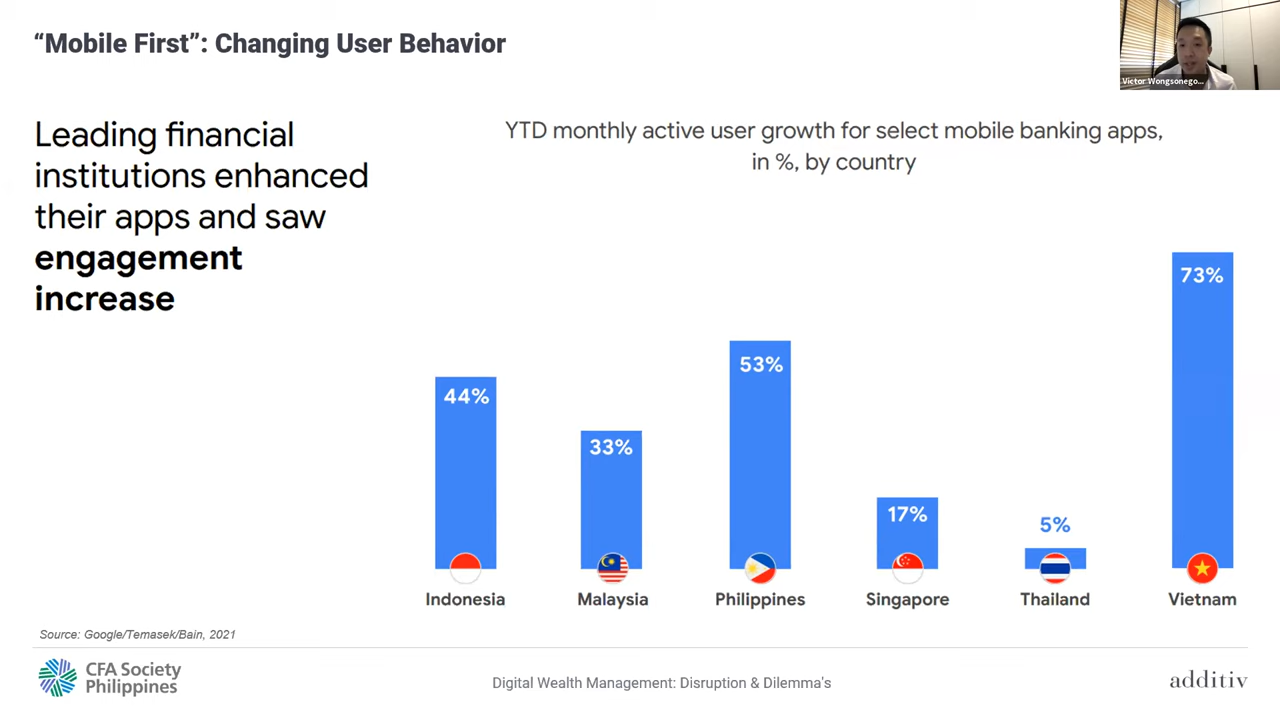 “Mobile First”: Changing User Behavior
Victor Wongsonego...
Leading financial
institutions enhanced
their apps and saw
engagement
increase
YTD monthly active user growth for select mobile banking apps,
in %, by country
44%
33%
53%
17%
5%
73%
Indonesia
Malaysia
Philippines
Singapore
Thailand
Vietnam
Source: Google/Temasek/Bain, 2021
CFA Society
Philippines
Digital Wealth Management: Disruption & Dilemma's
additiv